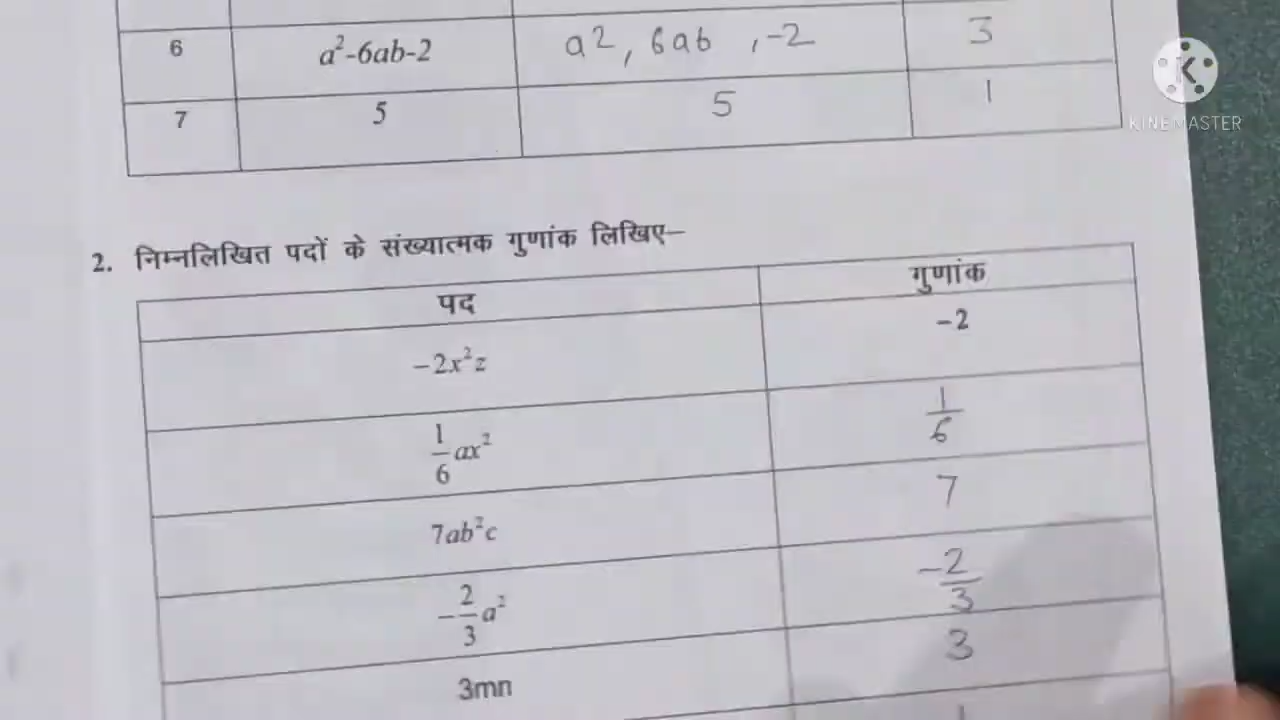 6 a²-6ab-2 a2, 6ab, -2 3
7 5 5 1
KINEMASTER
2. निम्नलिखित पदों के संख्यात्मक गुणांक लिखिए–
पद गुणांक
-2x²z -2
1/6 ax² 1/6
7ab²c 7
-2/3 a² -2/3
3mn 3